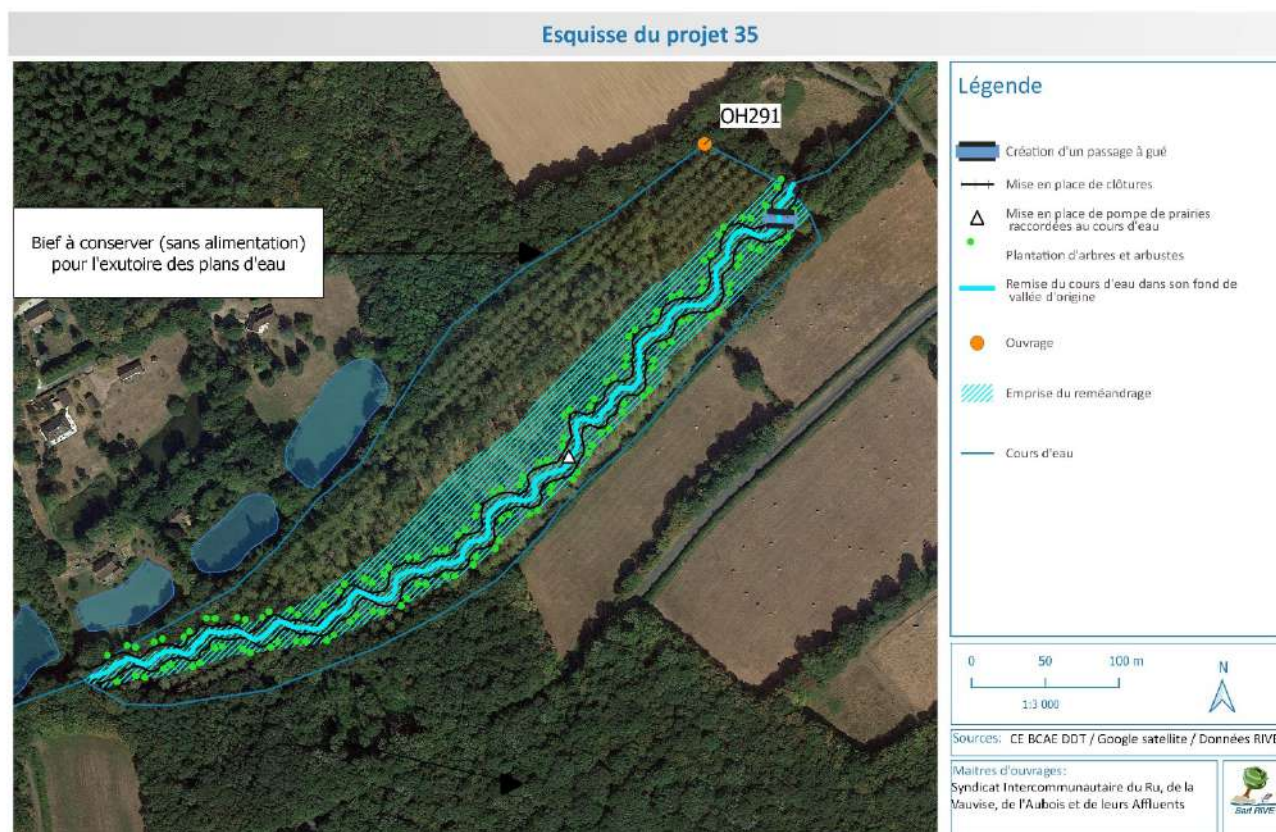 Esquisse du projet 35
OH291
Bief à conserver (sans alimentation)
pour l'exutoire des plans d'eau
Légende
Création d'un passage à gué
Mise en place de clôtures
Mise en place de pompe de prairies
raccordées au cours d'eau
Plantation d'arbres et arbustes
Remise du cours d'eau dans son fond de
vallée d'origine
Ouvrage
Emprise du reméandrage
Cours d'eau
0 50 100 m
N
1:3 000
Sources: CE BCAE DDT / Google satellite / Données RIVE
Maitres d'ouvrages:
Syndicat Intercommunautaire du Ru, de la
Vauvise, de l'Aubois et de leurs Affluents
Sarl RIVE